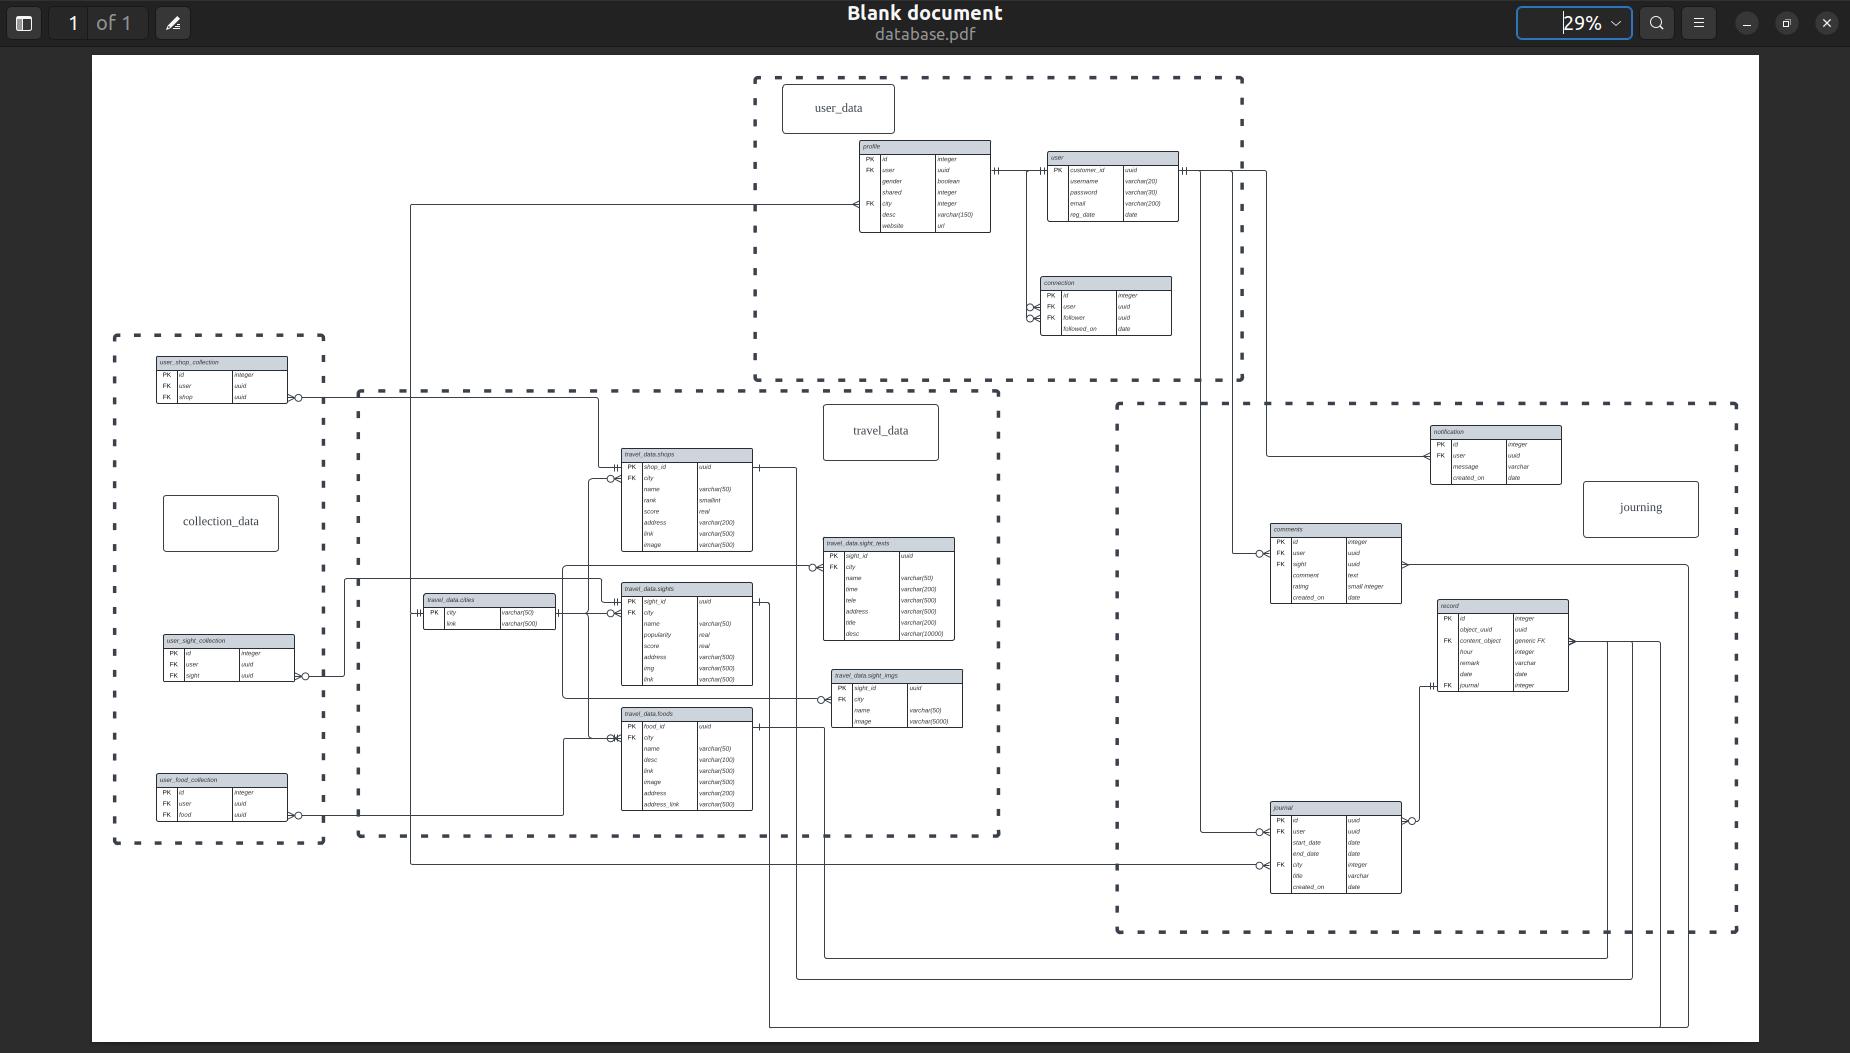 1 of 1
Blank document
database.pdf
29%
user_data
profile
PK id integer
FK user uuid
gender boolean
shared integer
FK city integer
desc varchar(150)
website url
user
PK customer_id uuid
username varchar(20)
password varchar(30)
email varchar(200)
reg_date date
connection
PK id integer
FK user uuid
FK follower uuid
followed_on date
user_shop_collection
PK id integer
FK user uuid
FK shop uuid
collection_data
user_sight_collection
PK id integer
FK user uuid
FK sight uuid
user_food_collection
PK id integer
FK user uuid
FK food uuid
travel_data
travel_data.shops
PK shop_id uuid
FK city
name varchar(50)
rank smallint
score real
address varchar(200)
link varchar(500)
image varchar(500)
travel_data.cities
PK city varchar(50)
link varchar(500)
travel_data.sights
PK sight_id uuid
FK city
name varchar(50)
popularity real
score real
address varchar(500)
img varchar(500)
link varchar(500)
travel_data.foods
PK food_id uuid
FK city
name varchar(50)
desc varchar(100)
link varchar(500)
image varchar(500)
address varchar(200)
address_link varchar(500)
travel_data.sight_texts
PK sight_id uuid
FK city
name varchar(50)
time varchar(200)
tele varchar(500)
address varchar(500)
title varchar(200)
desc varchar(10000)
travel_data.sight_imgs
PK sight_id uuid
FK city
name varchar(50)
image varchar(5000)
notification
PK id integer
FK user uuid
message varchar
created_on date
journing
comments
PK id integer
FK user uuid
FK sight uuid
comment text
rating small integer
created_on date
record
PK id integer
object_uuid uuid
FK content_object generic FK
hour integer
remark varchar
date date
FK journal integer
journal
PK id uuid
FK user uuid
start_date date
end_date date
FK city integer
title varchar
created_on date